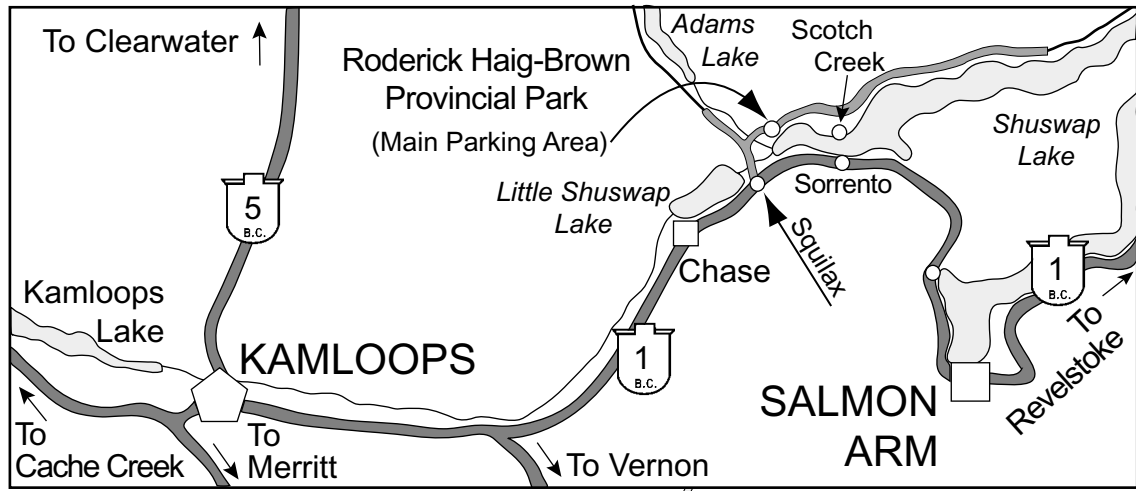 To Clearwater
Adams
Lake
Scotch
Creek
Roderick Haig-Brown
Provincial Park
(Main Parking Area)
Shuswap
Lake
5
B.C.
Little Shuswap
Lake
Sorrento
Squilax
Chase
1
B.C.
Kamloops
Lake
KAMLOOPS
1
B.C.
To
Revelstoke
SALMON
ARM
To
Cache Creek
To
Merritt
To Vernon